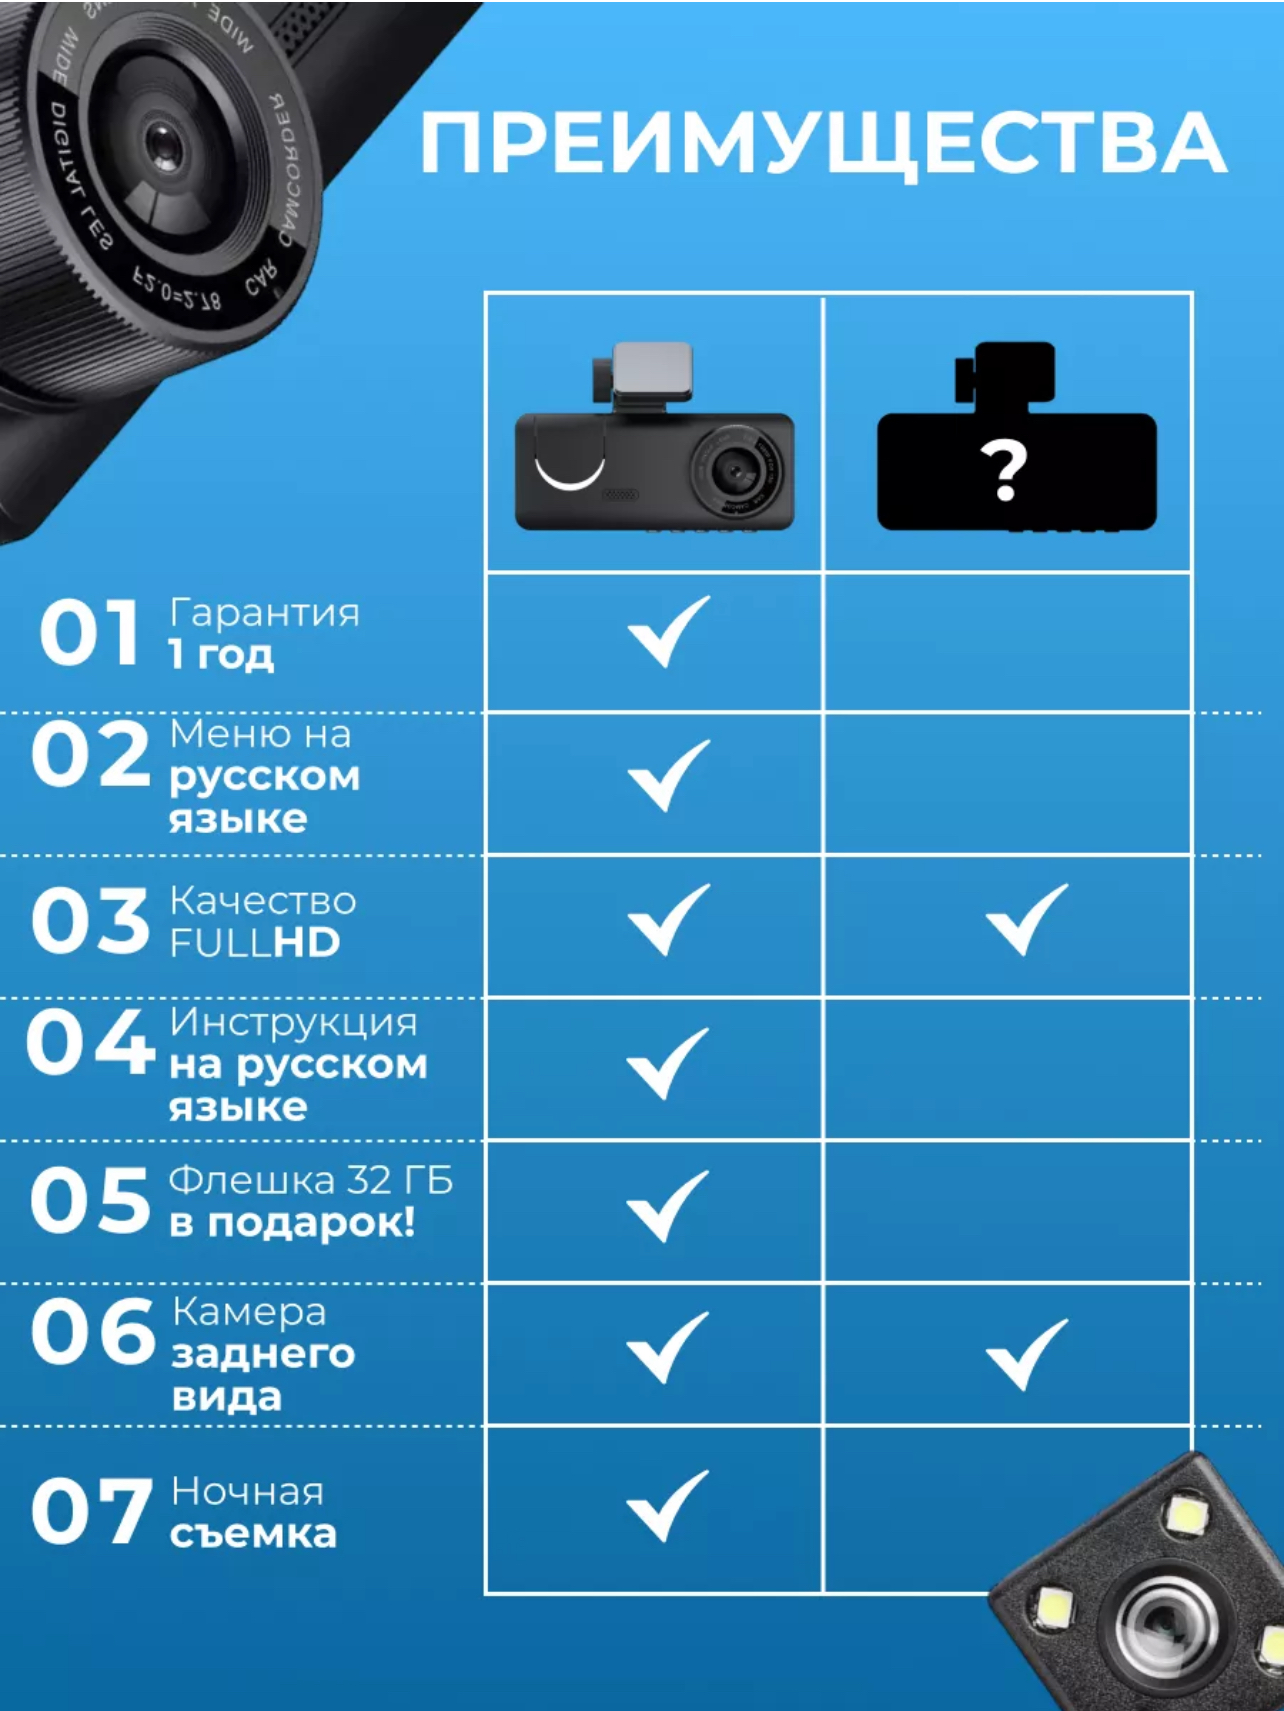 WIDE
WIDE DIGITAL LES F2.0=2.78 CAR CAMCORDER
ПРЕИМУЩЕСТВА
?
01 Гарантия
1 год
02 Меню на
русском
языке
03 Качество
FULLHD
04 Инструкция
на русском
языке
05 Флешка 32 ГБ
в подарок!
06 Камера
заднего
вида
07 Ночная
съемка